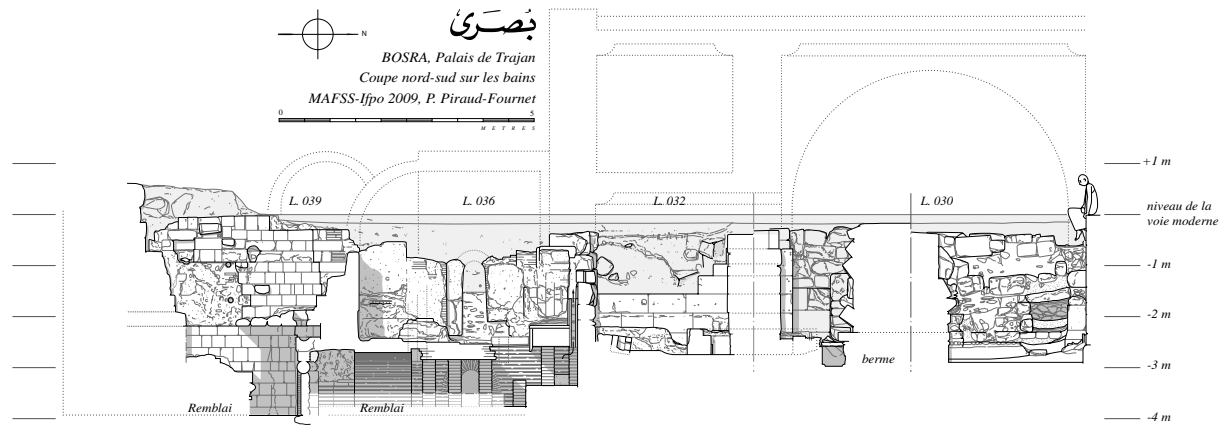 بُصرَى
N
BOSRA, Palais de Trajan
Coupe nord-sud sur les bains
MAFSS-Ifpo 2009, P. Piraud-Fournet
0 5
METRES
+1 m
L. 039 L. 036 L. 032 L. 030
niveau de la
voie moderne
-1 m
-2 m
berme
-3 m
Remblai Remblai
-4 m